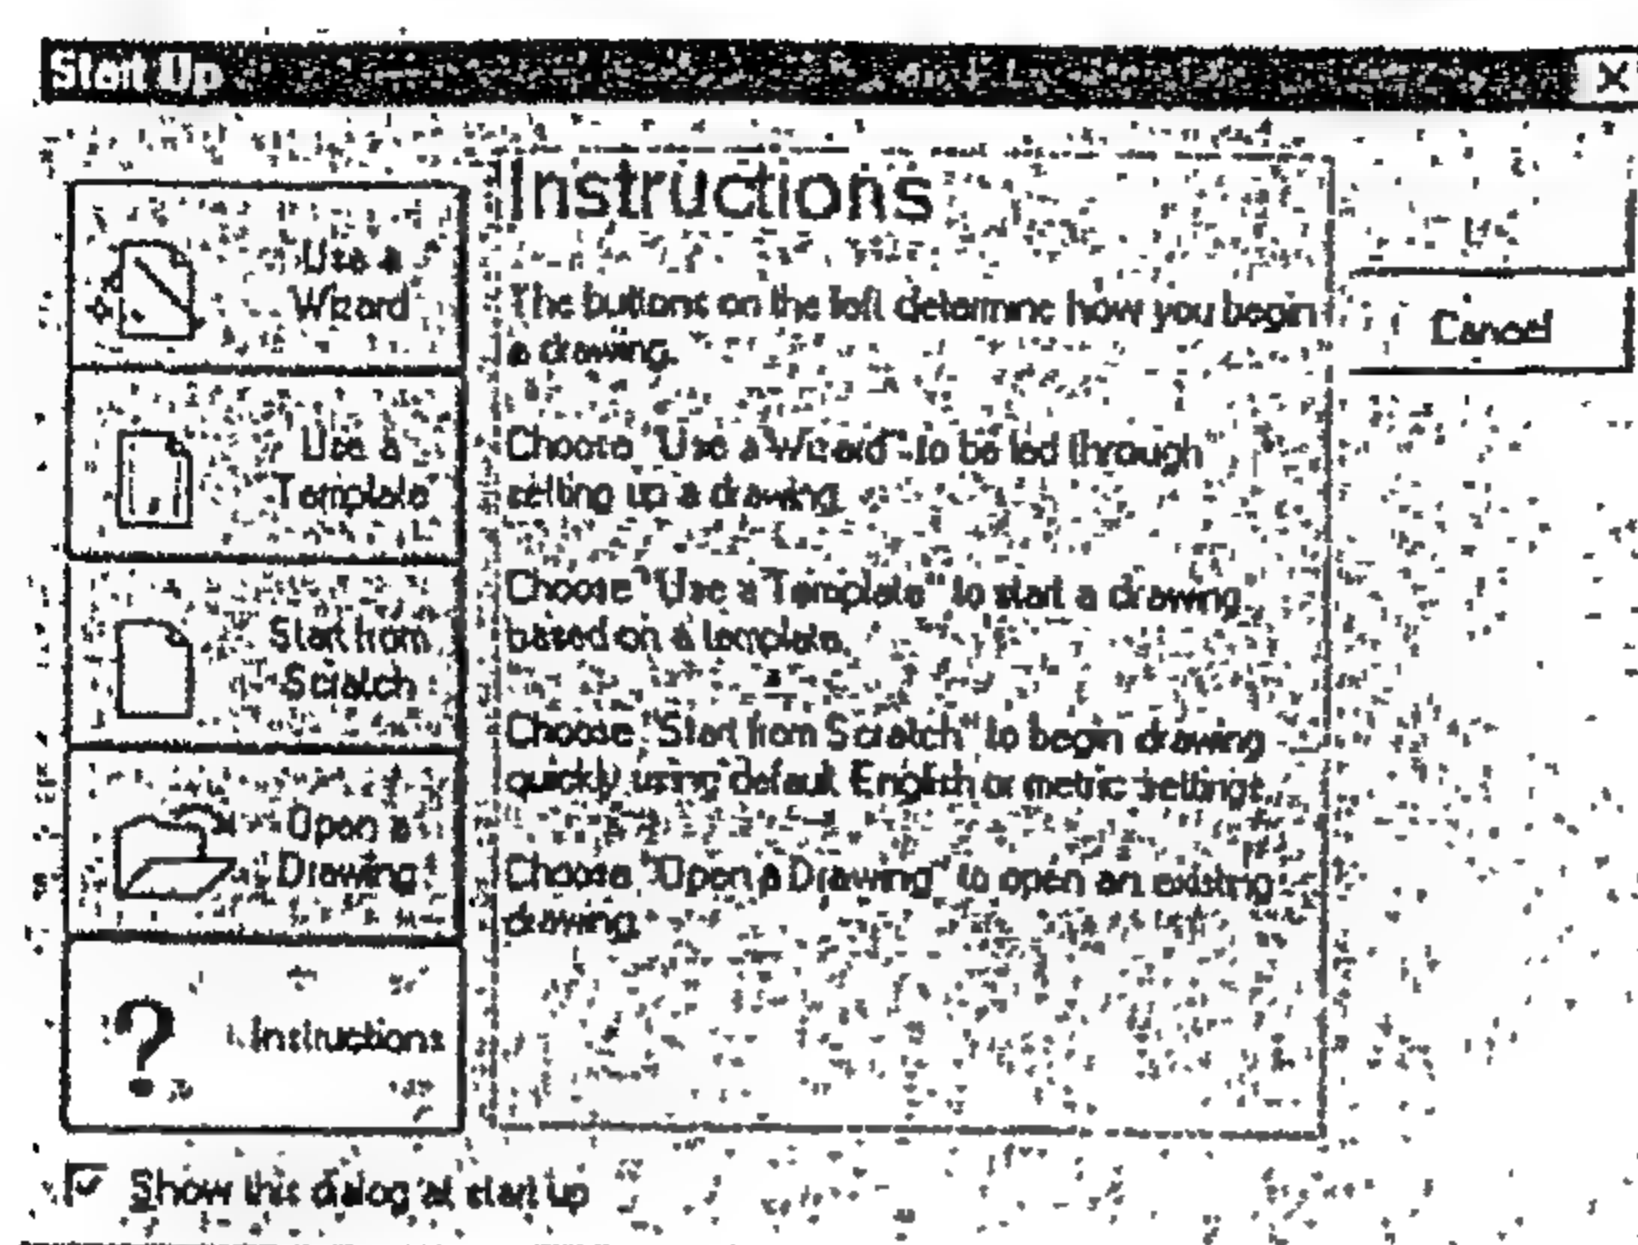 Start Up
Instructions
Use a
Wizard
The buttons on the left determine how you begin
a drawing.
Cancel
Use a
Template
Choose "Use a Wizard" to be led through
setting up a drawing.
Choose "Use a Template" to start a drawing
based on a template.
Start from
Scratch
Choose "Start from Scratch" to begin drawing
quickly using default English or metric settings.
Open a
Drawing
Choose "Open a Drawing" to open an existing
drawing.
Instructions
Show this dialog at start up